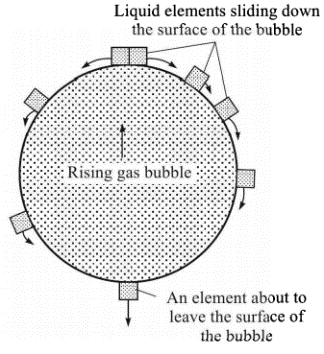 Liquid elements sliding down
the surface of the bubble
Rising gas bubble
An element about to
leave the surface of
the bubble